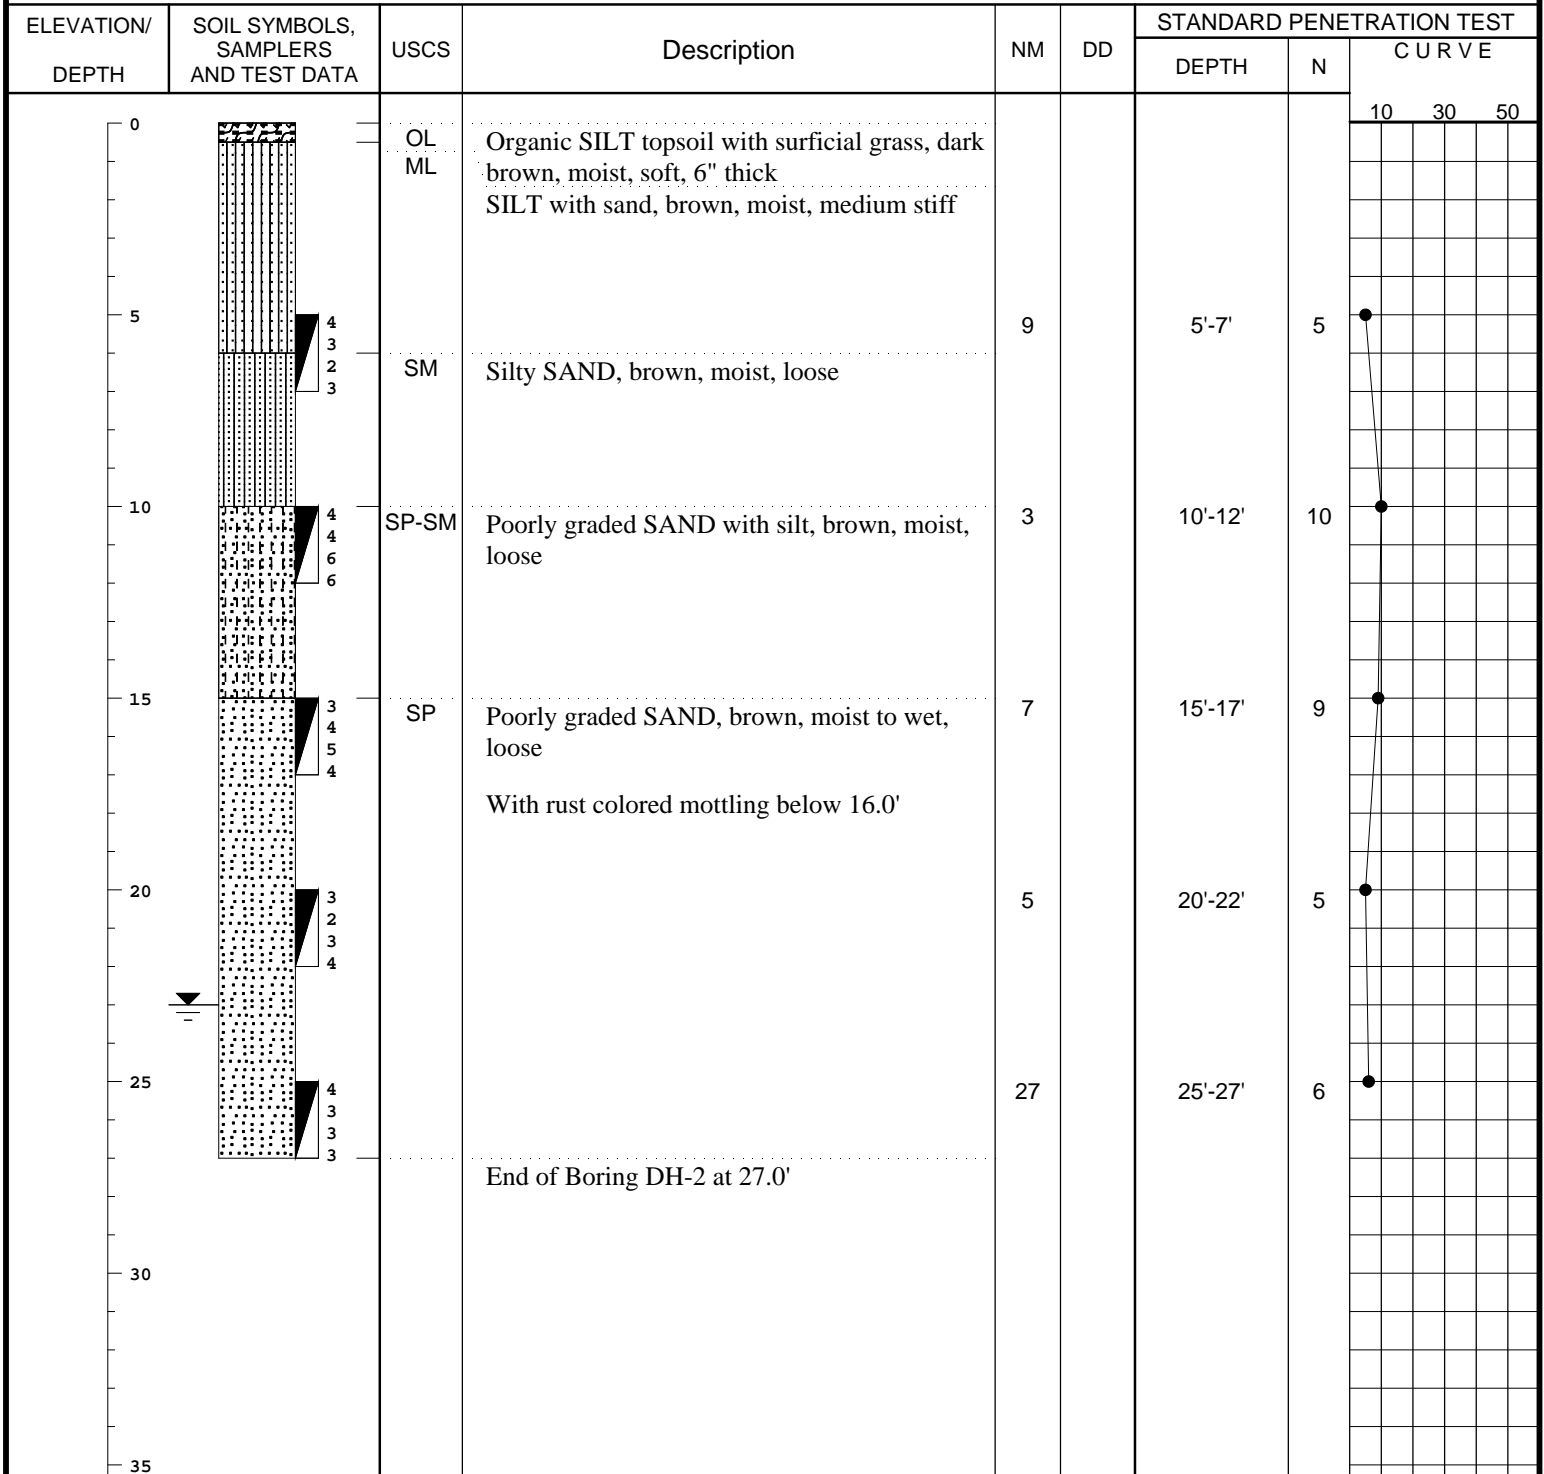 ELEVATION/
DEPTH
SOIL SYMBOLS,
SAMPLERS
AND TEST DATA
USCS
Description
NM
DD
STANDARD PENETRATION TEST
DEPTH
N
C U R V E
10 30 50
0
OL
Organic SILT topsoil with surficial grass, dark
brown, moist, soft, 6" thick
ML
SILT with sand, brown, moist, medium stiff
5
4
3
2
3
9
5'-7'
5
SM
Silty SAND, brown, moist, loose
10
4
4
6
6
SP-SM
Poorly graded SAND with silt, brown, moist,
loose
3
10'-12'
10
15
3
4
5
4
SP
Poorly graded SAND, brown, moist to wet,
loose
7
15'-17'
9
With rust colored mottling below 16.0'
20
3
2
3
4
5
20'-22'
5
25
4
3
3
3
27
25'-27'
6
End of Boring DH-2 at 27.0'
30
35